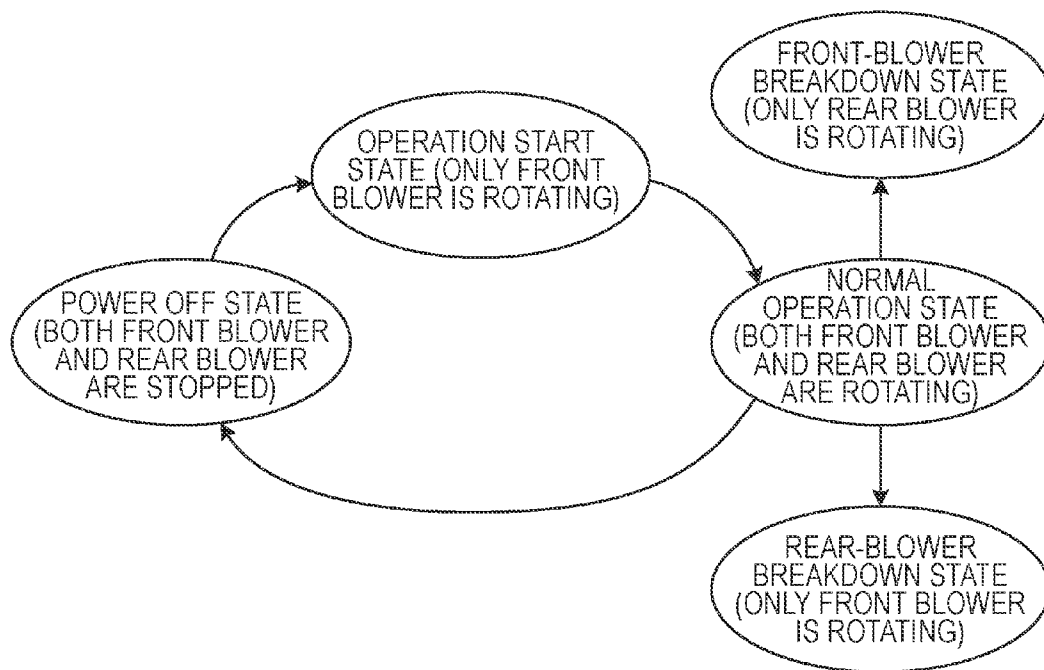 FRONT-BLOWER
BREAKDOWN STATE
(ONLY REAR BLOWER
IS ROTATING)
OPERATION START
STATE (ONLY FRONT
BLOWER IS ROTATING)
POWER OFF STATE
(BOTH FRONT BLOWER
AND REAR BLOWER
ARE STOPPED)
NORMAL
OPERATION STATE
(BOTH FRONT BLOWER
AND REAR BLOWER
ARE ROTATING)
REAR-BLOWER
BREAKDOWN STATE
(ONLY FRONT BLOWER
IS ROTATING)